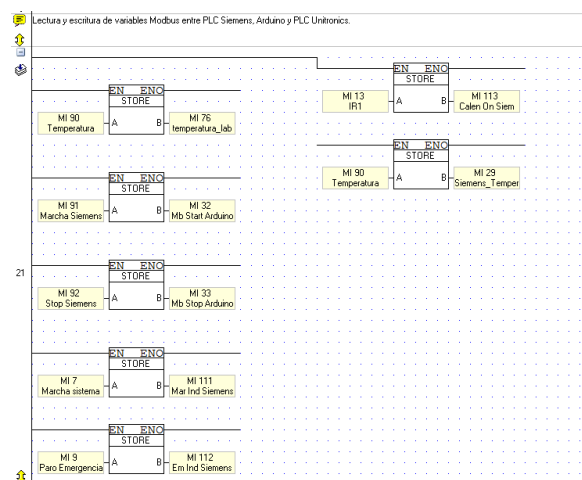 Lectura y escritura de variables Modbus entre PLC Siemens, Arduino y PLC Unitronics.
EN ENO
STORE
MI 13
IR1
A
B
MI 113
Calen On Siem
EN ENO
STORE
MI 90
Temperatura
A
B
MI 76
temperatura_lab
EN ENO
STORE
MI 90
Temperatura
A
B
MI 29
Siemens_Temper
EN ENO
STORE
MI 91
Marcha Siemens
A
B
MI 32
Mb Start Arduino
21
EN ENO
STORE
MI 92
Stop Siemens
A
B
MI 33
Mb Stop Arduino
EN ENO
STORE
MI 7
Marcha sistema
A
B
MI 111
Mar Ind Siemens
EN ENO
STORE
MI 9
Paro Emergencia
A
B
MI 112
Em Ind Siemens